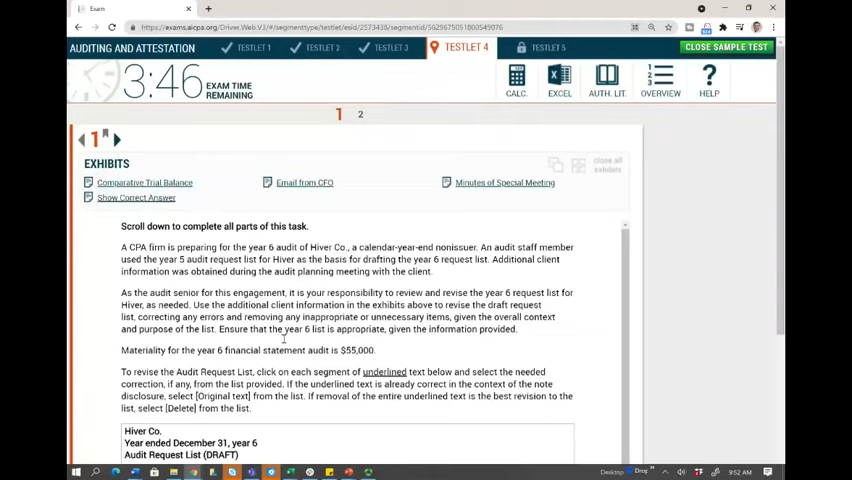 Exam
https://exams.aicpa.org/Driver.Web.V3/#/segmenttype/testlet/esid/2573438/segmentid/5629675051800549076
AUDITING AND ATTESTATION
TESTLET 1
TESTLET 2
TESTLET 3
TESTLET 4
TESTLET 5
CLOSE SAMPLE TEST
3:46
EXAM TIME
REMAINING
CALC.
EXCEL
AUTH. LIT.
OVERVIEW
HELP
1 2
1
EXHIBITS
close all
exhibits
Comparative Trial Balance
Email from CFO
Minutes of Special Meeting
Show Correct Answer
Scroll down to complete all parts of this task.
A CPA firm is preparing for the year 6 audit of Hiver Co., a calendar-year-end nonissuer. An audit staff member
used the year 5 audit request list for Hiver as the basis for drafting the year 6 request list. Additional client
information was obtained during the audit planning meeting with the client.
As the audit senior for this engagement, it is your responsibility to review and revise the year 6 request list for
Hiver, as needed. Use the additional client information in the exhibits above to revise the draft request
list, correcting any errors and removing any inappropriate or unnecessary items, given the overall context
and purpose of the list. Ensure that the year 6 list is appropriate, given the information provided.
Materiality for the year 6 financial statement audit is $55,000.
To revise the Audit Request List, click on each segment of underlined text below and select the needed
correction, if any, from the list provided. If the underlined text is already correct in the context of the note
disclosure, select [Original text] from the list. If removal of the entire underlined text is the best revision to the
list, select [Delete] from the list.
Hiver Co.
Year ended December 31, year 6
Audit Request List (DRAFT)
Desktop
Drop
9:52 AM